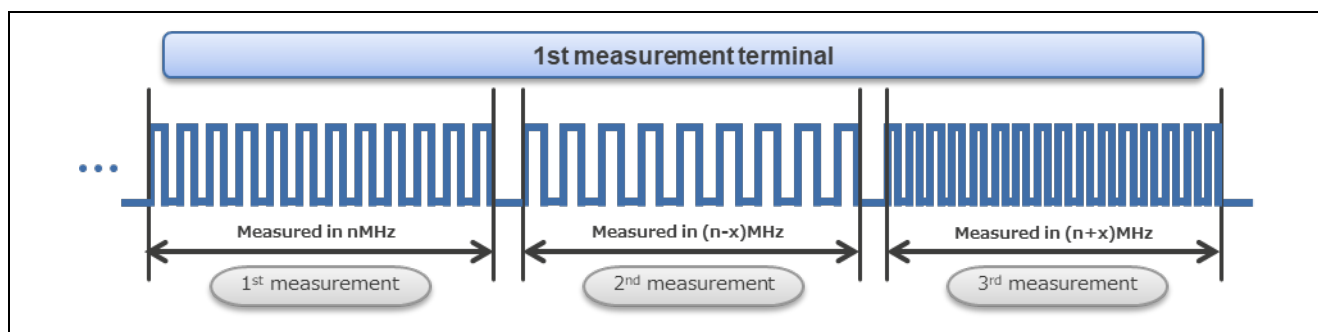 1st measurement terminal
...
Measured in nMHz
Measured in (n-x)MHz
Measured in (n+x)MHz
1st measurement
2nd measurement
3rd measurement